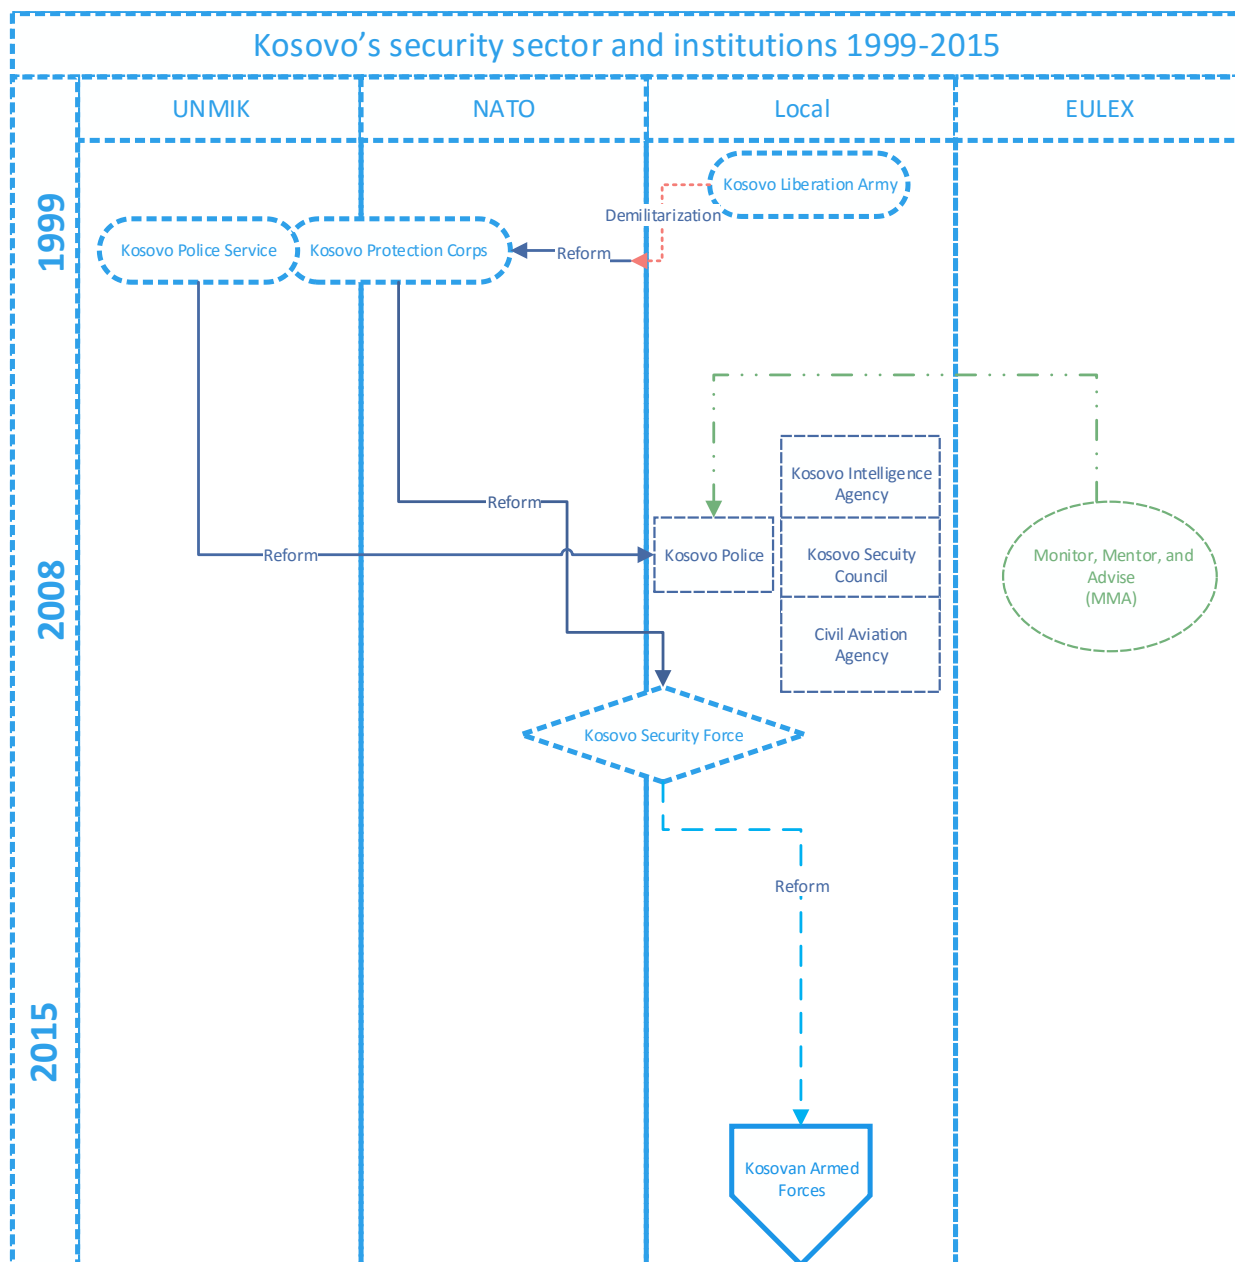 Kosovo's security sector and institutions 1999-2015
UNMIK
NATO
Local
EULEX
1999
Kosovo Liberation Army
Demilitarization
Kosovo Police Service
Kosovo Protection Corps
Reform
2008
Kosovo Intelligence
Agency
Reform
Reform
Kosovo Police
Kosovo Secuity
Council
Monitor, Mentor, and
Advise
(MMA)
Civil Aviation
Agency
Kosovo Security Force
Reform
2015
Kosovan Armed
Forces